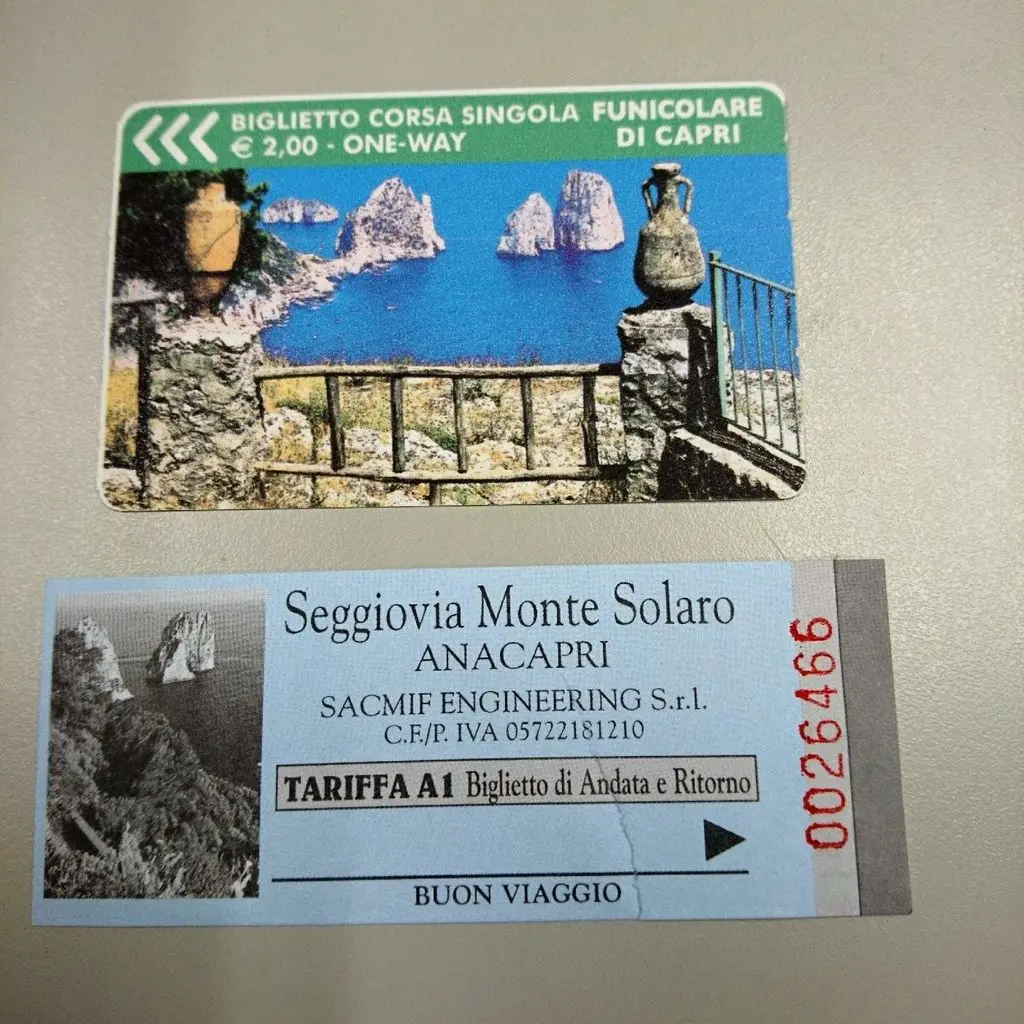 BIGLIETTO CORSA SINGOLA
€ 2,00 - ONE-WAY
FUNICOLARE
DI CAPRI
Seggiovia Monte Solaro
ANACAPRI
SACMIF ENGINEERING S.r.l.
C.F./P. IVA 05722181210
TARIFFA A1 Biglietto di Andata e Ritorno
BUON VIAGGIO
0026466